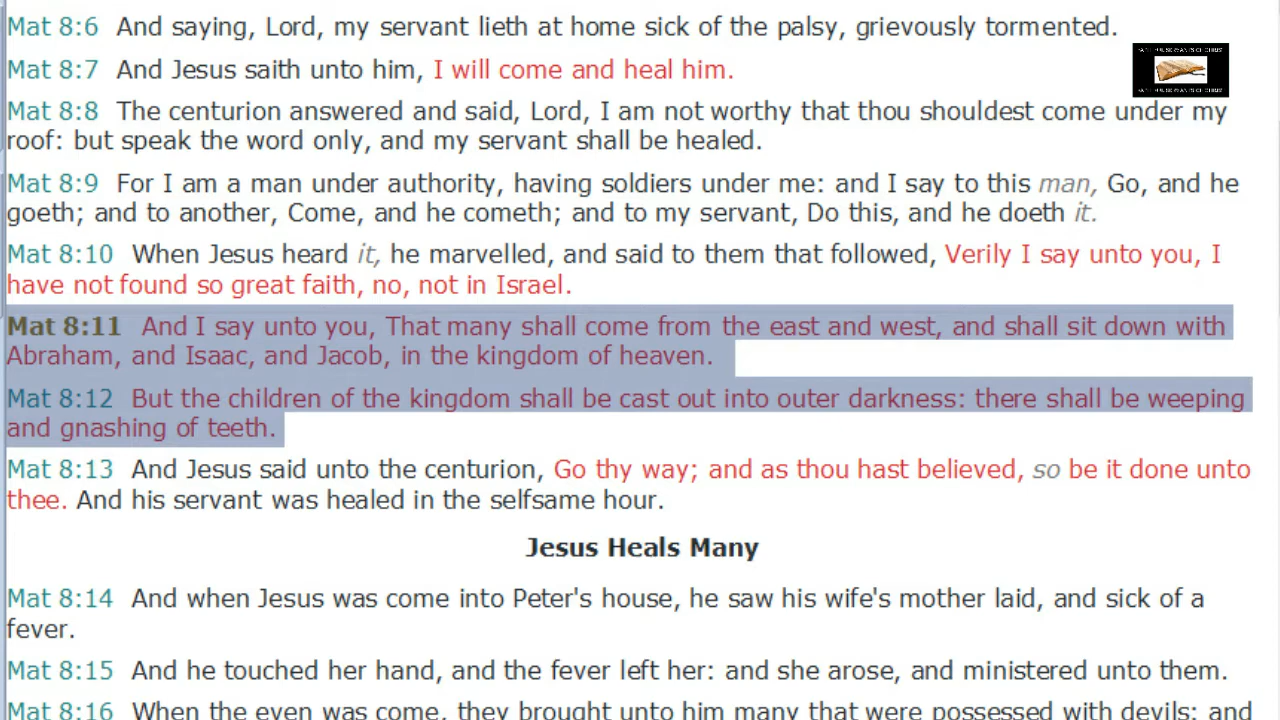 Mat 8:6 And saying, Lord, my servant lieth at home sick of the palsy, grievously tormented.
Mat 8:7 And Jesus saith unto him, I will come and heal him.
Mat 8:8 The centurion answered and said, Lord, I am not worthy that thou shouldest come under my
roof: but speak the word only, and my servant shall be healed.
Mat 8:9 For I am a man under authority, having soldiers under me: and I say to this man, Go, and he
goeth; and to another, Come, and he cometh; and to my servant, Do this, and he doeth it.
Mat 8:10 When Jesus heard it, he marvelled, and said to them that followed, Verily I say unto you, I
have not found so great faith, no, not in Israel.
Mat 8:11 And I say unto you, That many shall come from the east and west, and shall sit down with
Abraham, and Isaac, and Jacob, in the kingdom of heaven.
Mat 8:12 But the children of the kingdom shall be cast out into outer darkness: there shall be weeping
and gnashing of teeth.
Mat 8:13 And Jesus said unto the centurion, Go thy way; and as thou hast believed, so be it done unto
thee. And his servant was healed in the selfsame hour.
Jesus Heals Many
Mat 8:14 And when Jesus was come into Peter's house, he saw his wife's mother laid, and sick of a
fever.
Mat 8:15 And he touched her hand, and the fever left her: and she arose, and ministered unto them.
Mat 8:16 When the even was come, they brought unto him many that were possessed with devils: and